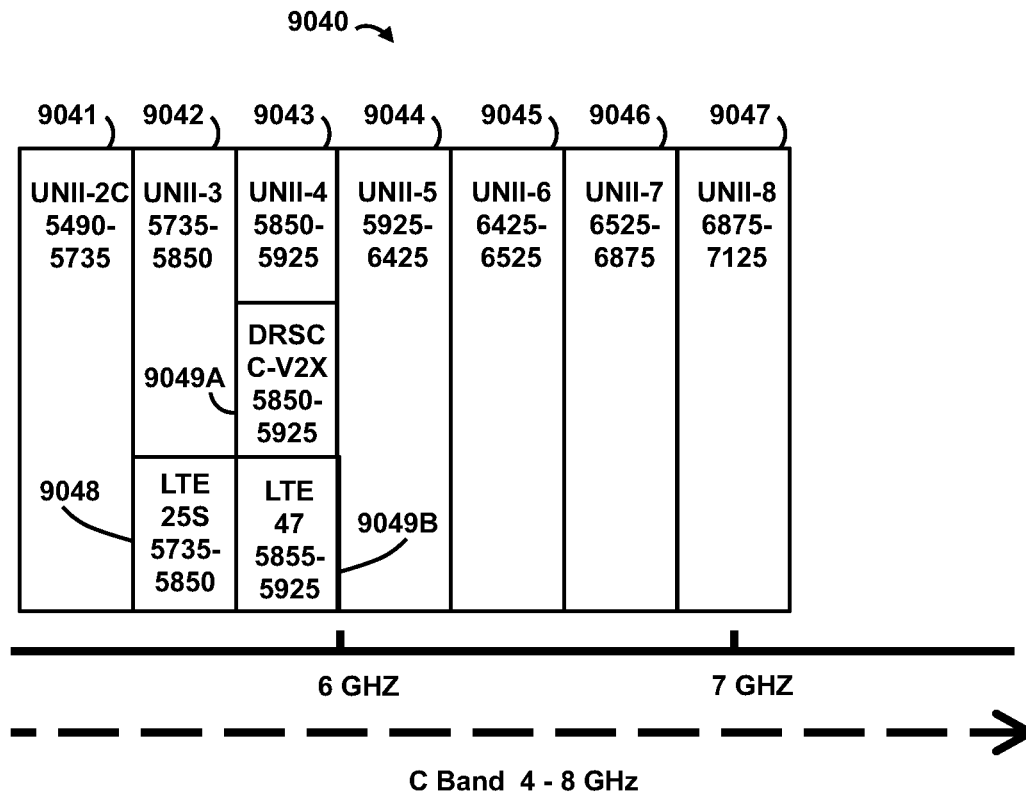 9040
9041 9042 9043 9044 9045 9046 9047
UNII-2C
5490-
5735
UNII-3
5735-
5850
UNII-4
5850-
5925
UNII-5
5925-
6425
UNII-6
6425-
6525
UNII-7
6525-
6875
UNII-8
6875-
7125
9049A
DRSC
C-V2X
5850-
5925
9048
LTE
25S
5735-
5850
LTE
47
5855-
5925
9049B
6 GHZ
7 GHZ
C Band 4 - 8 GHz